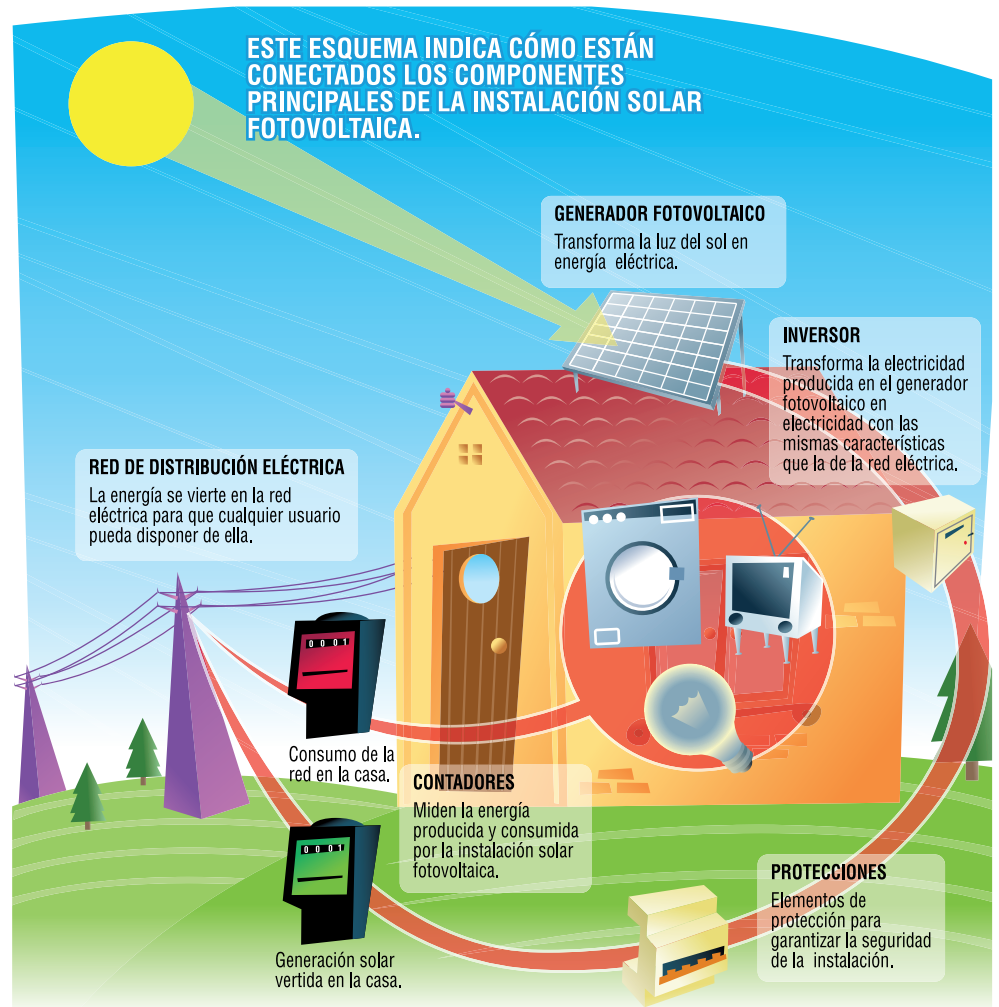 ESTE ESQUEMA INDICA CÓMO ESTÁN
CONECTADOS LOS COMPONENTES
PRINCIPALES DE LA INSTALACIÓN SOLAR
FOTOVOLTAICA.
GENERADOR FOTOVOLTAICO
Transforma la luz del sol en
energía eléctrica.
INVERSOR
Transforma la electricidad
producida en el generador
fotovoltaico en
electricidad con las
mismas características
que la de la red eléctrica.
RED DE DISTRIBUCIÓN ELÉCTRICA
La energía se vierte en la red
eléctrica para que cualquier usuario
pueda disponer de ella.
0 0 0 1
Consumo de la
red en la casa.
CONTADORES
Miden la energía
producida y consumida
por la instalación solar
fotovoltaica.
0 0 0 1
Generación solar
vertida en la casa.
PROTECCIONES
Elementos de
protección para
garantizar la seguridad
de la instalación.